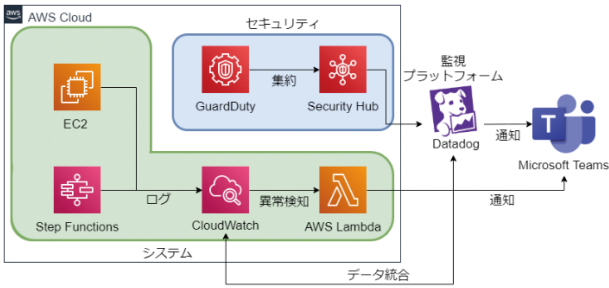 aws
AWS Cloud
セキュリティ
GuardDuty
集約
Security Hub
監視
プラットフォーム
Datadog
通知
T
Microsoft Teams
EC2
Step Functions
ログ
CloudWatch
異常検知
AWS Lambda
通知
システム
データ統合